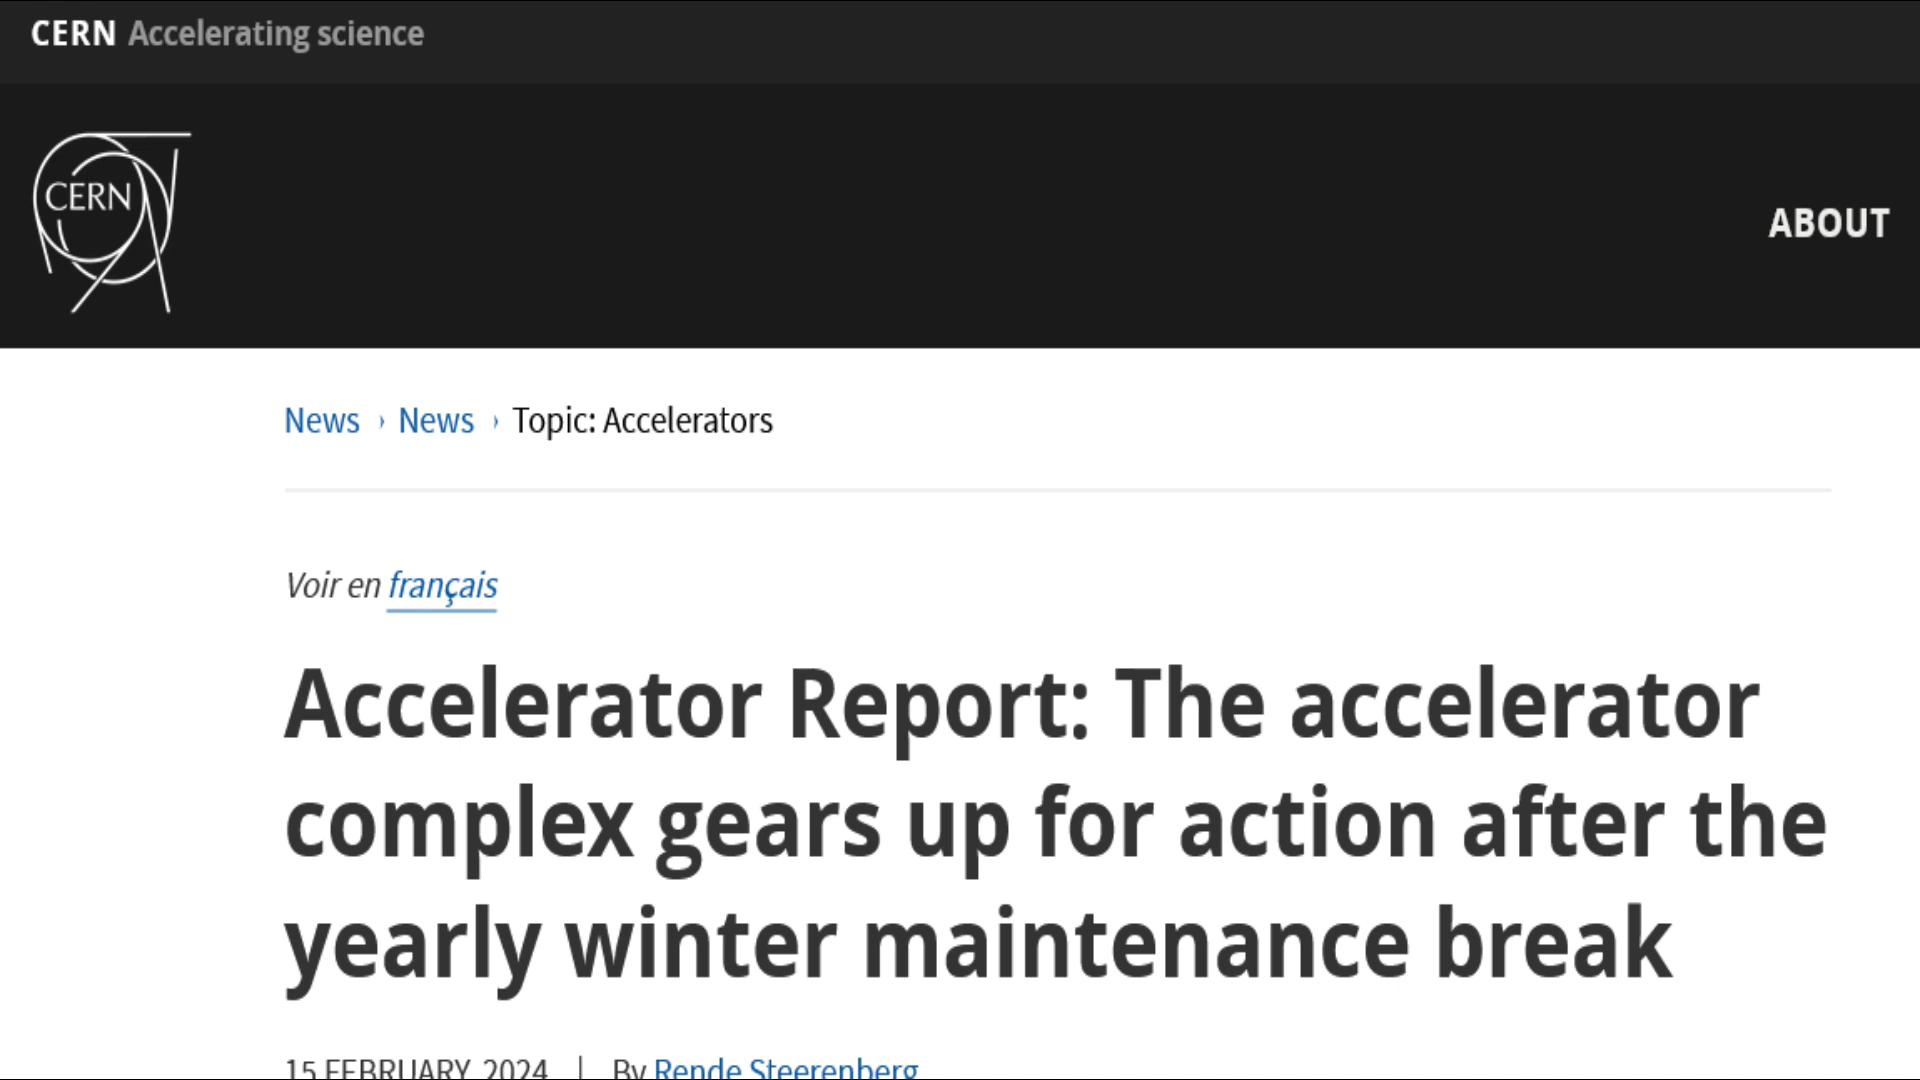 CERN Accelerating science
CERN
ABOUT
News › News › Topic: Accelerators
Voir en français
Accelerator Report: The accelerator
complex gears up for action after the
yearly winter maintenance break
15 FEBRUARY, 2024 | By Rende Steerenberg